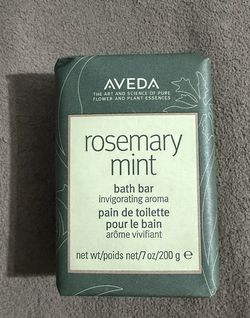 AVEDA
THE ART AND SCIENCE OF PURE
FLOWER AND PLANT ESSENCES
rosemary
mint
bath bar
invigorating aroma
pain de toilette
pour le bain
arôme vivifiant
net wt/poids net/7 oz/200 g ℮